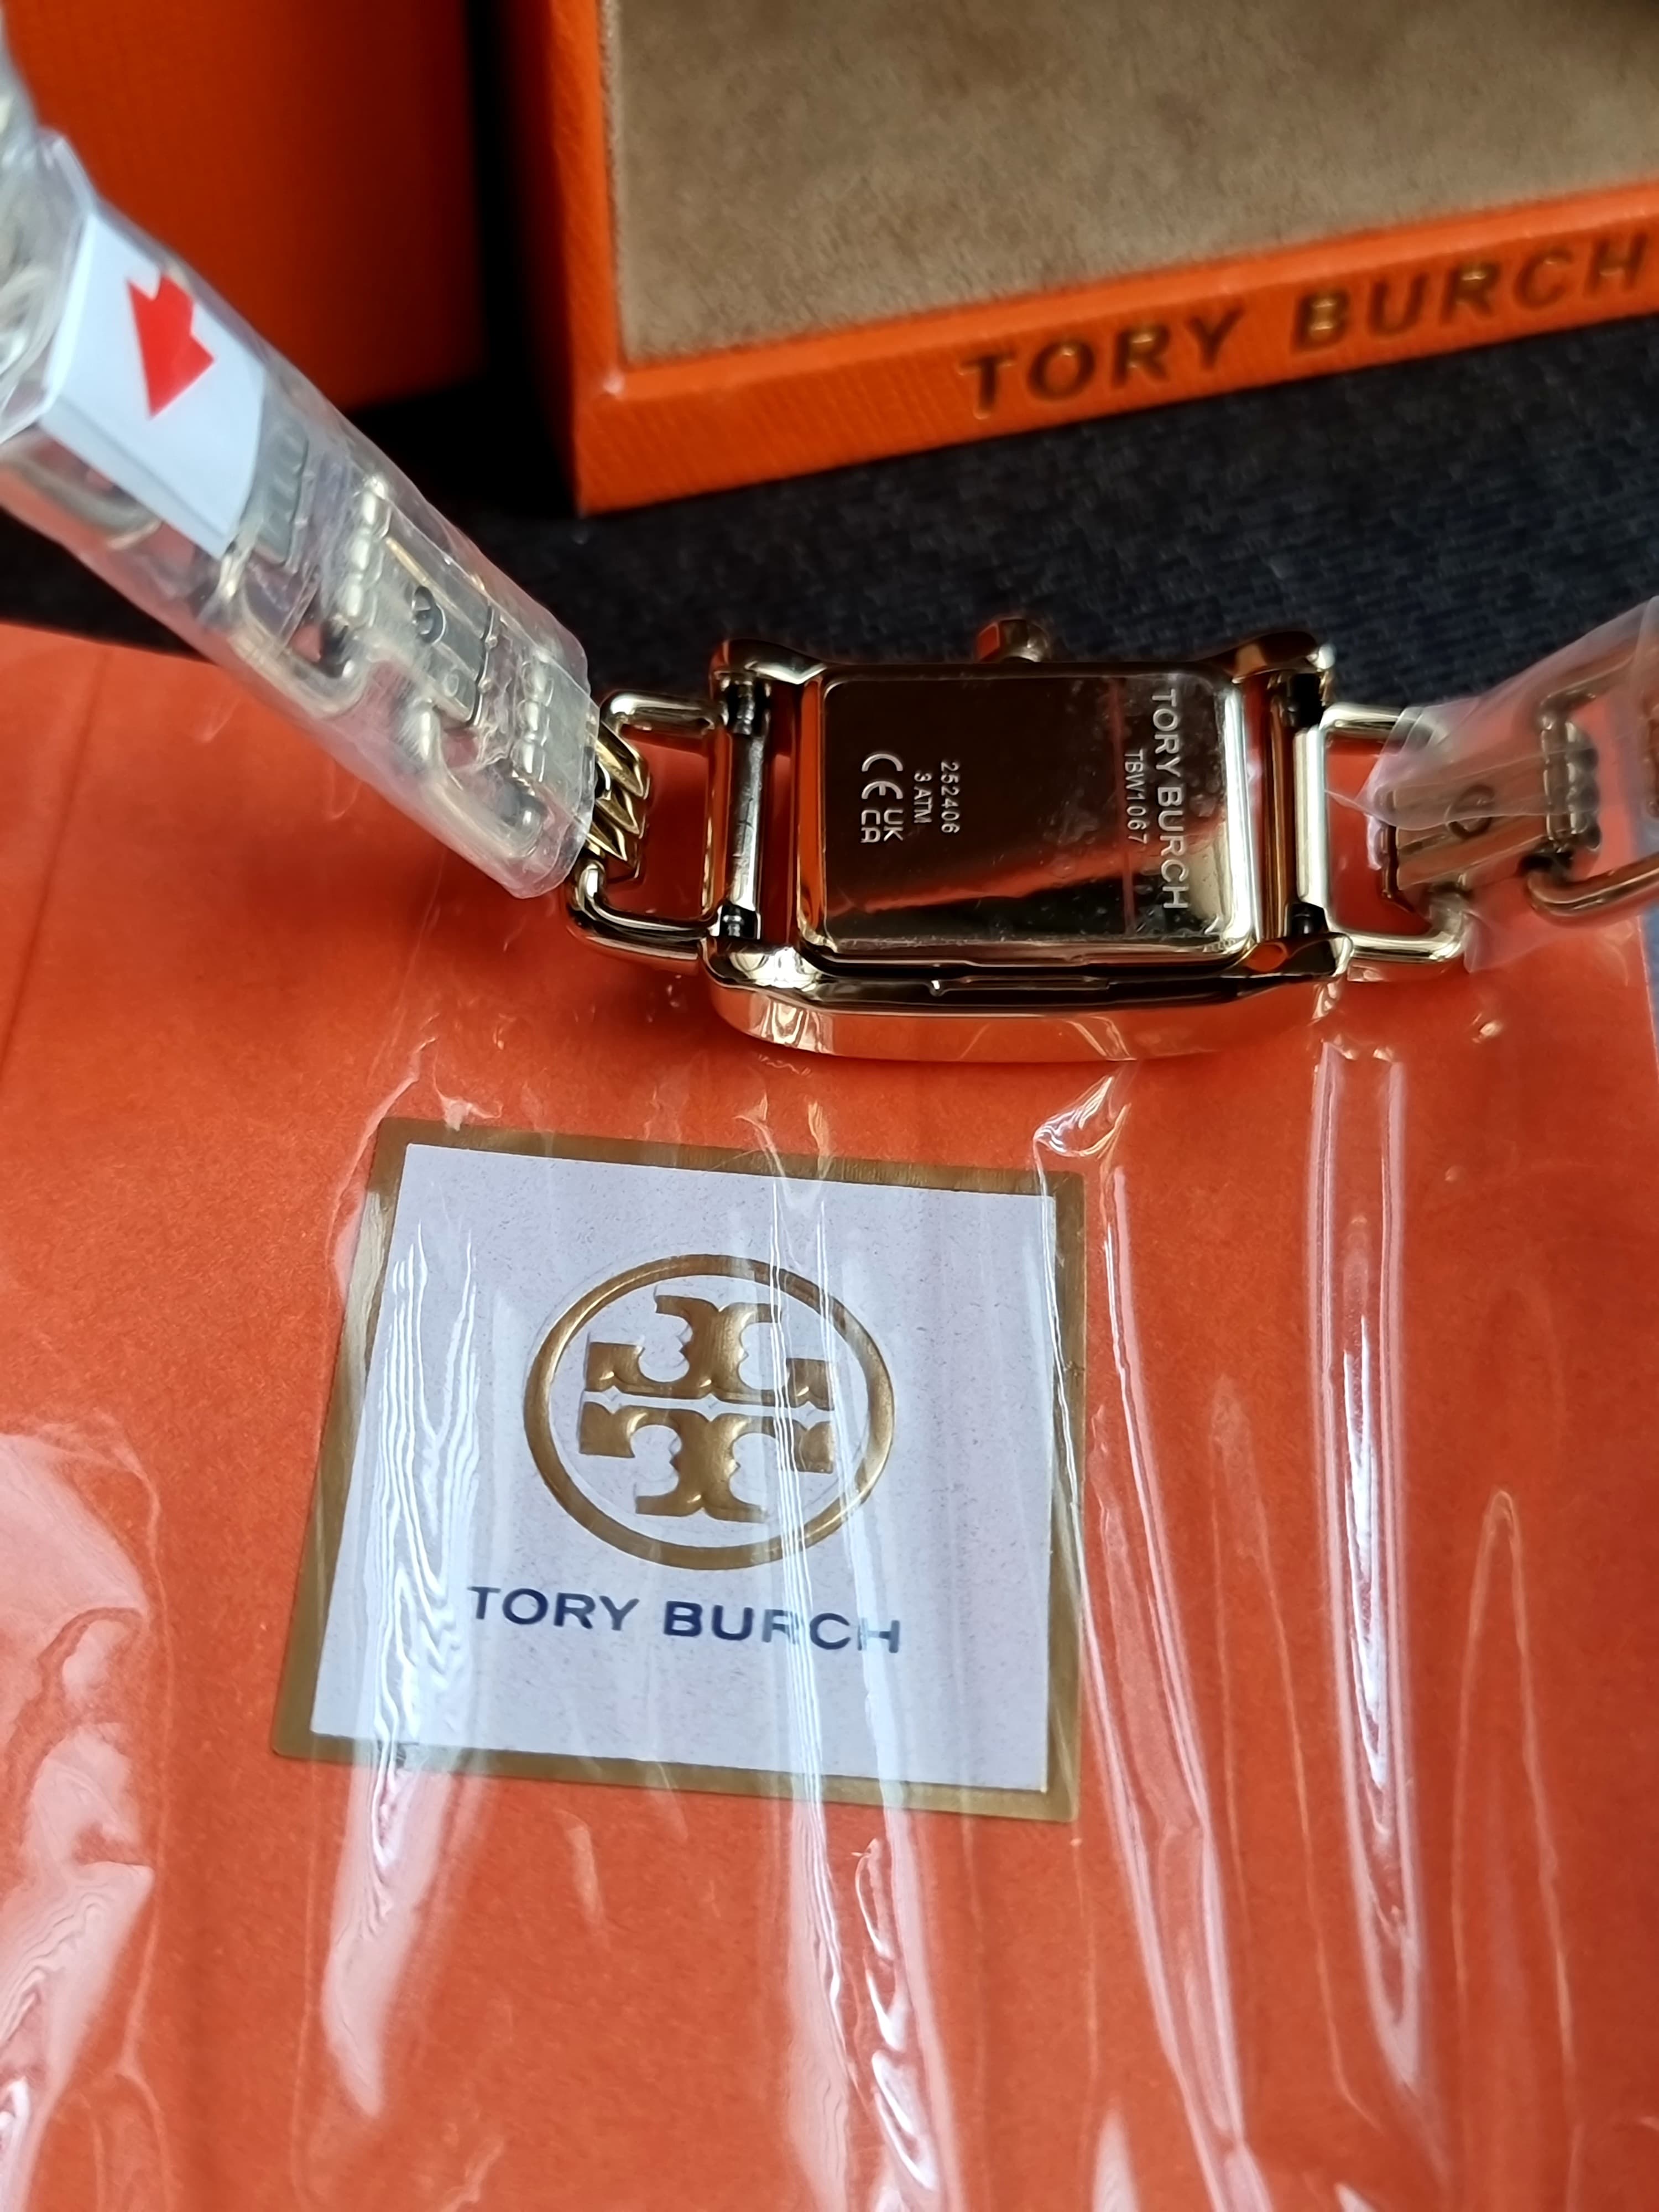 TORY BURCH
TORY BURCH
TBW1067
252406
3 ATM
CE UK
CA
TORY BURCH